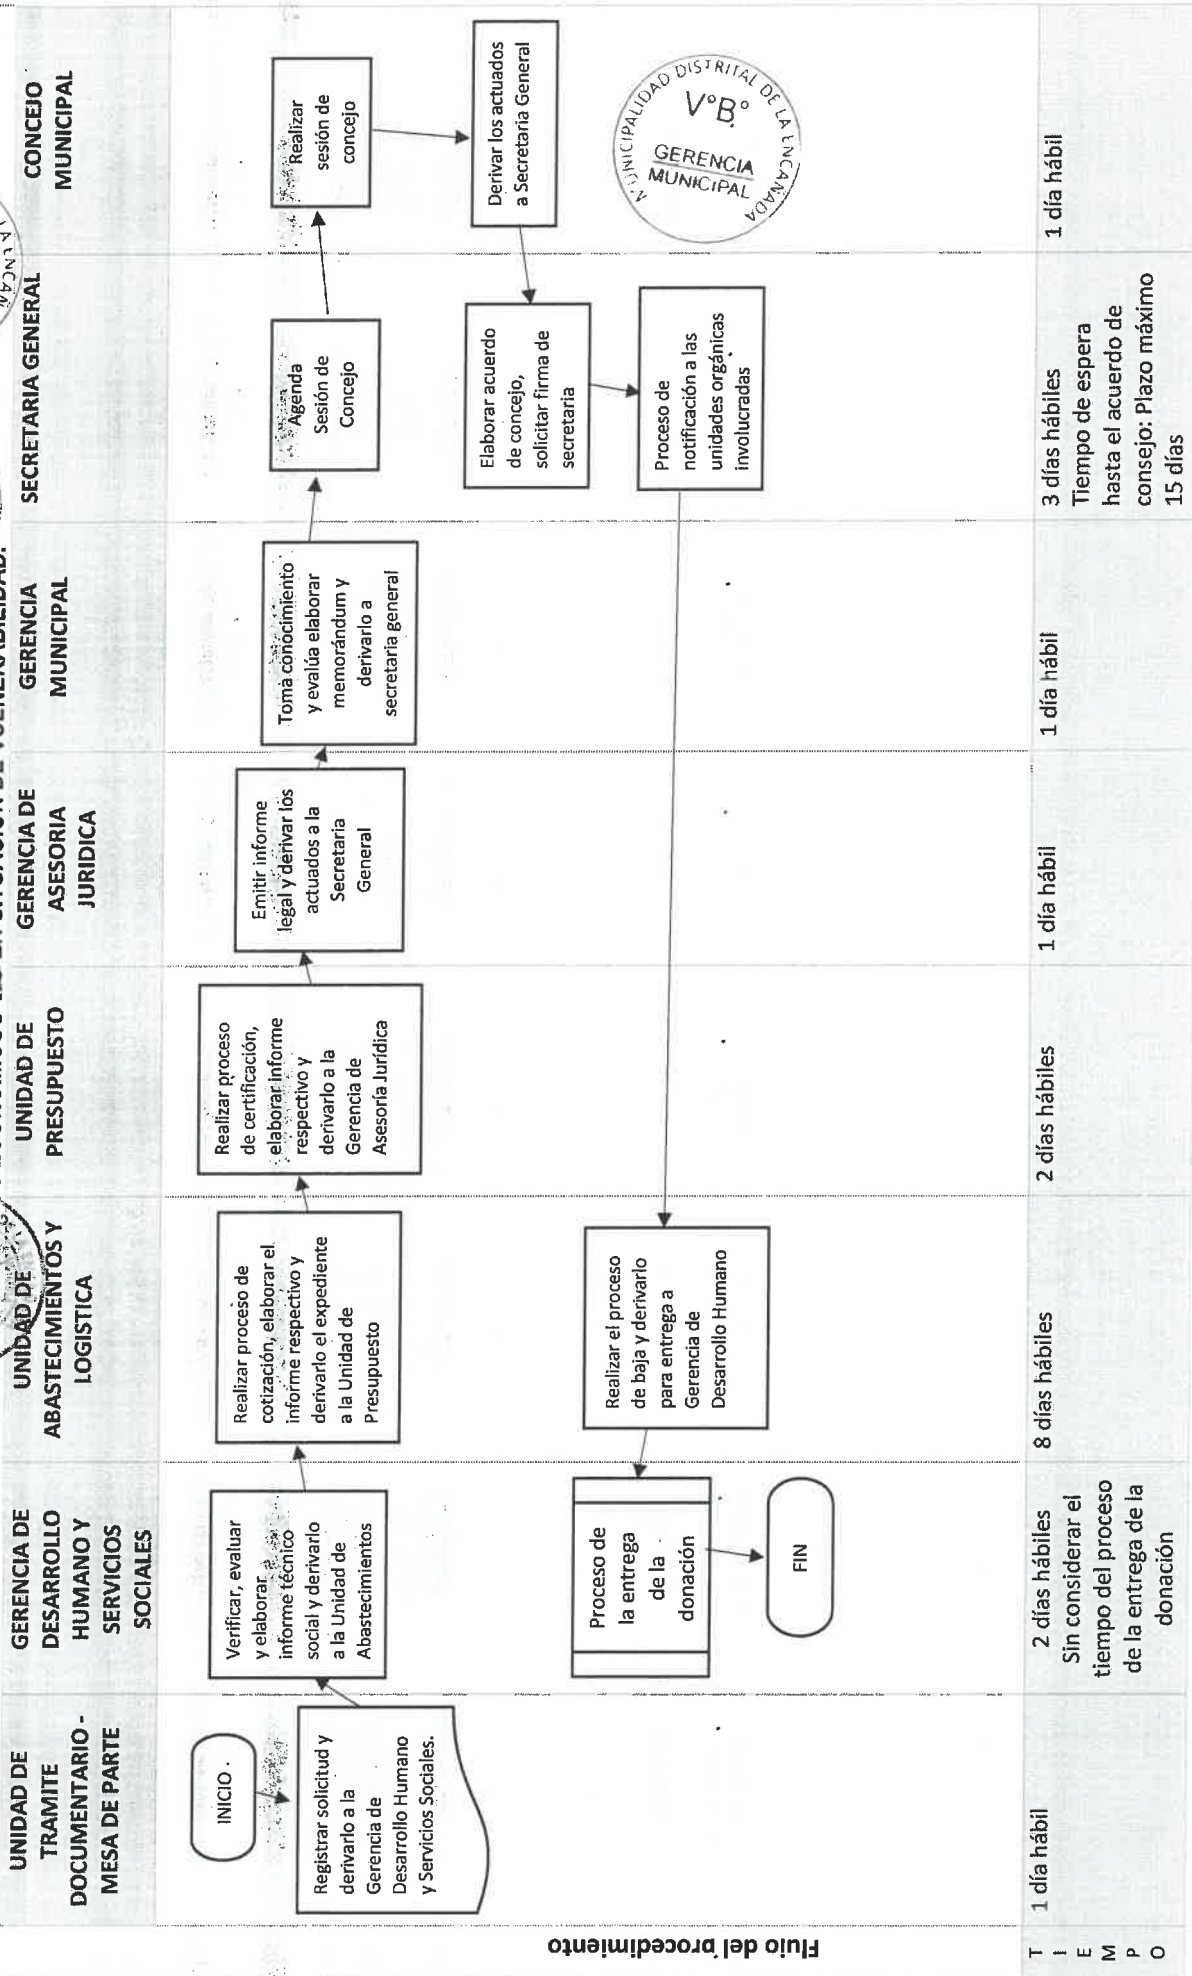 EN SITUACIÓN DE VULNERABILIDAD.
UNIDAD DE
TRAMITE
DOCUMENTARIO -
MESA DE PARTE
GERENCIA DE
DESARROLLO
HUMANO Y
SERVICIOS
SOCIALES
UNIDAD DE
ABASTECIMIENTOS Y
LOGISTICA
UNIDAD DE
PRESUPUESTO
GERENCIA DE
ASESORIA
JURIDICA
GERENCIA
MUNICIPAL
SECRETARIA GENERAL
CONCEJO
MUNICIPAL
Flujo del procedimiento
INICIO
Registrar solicitud y
derivarlo a la
Gerencia de
Desarrollo Humano
y Servicios Sociales.
Verificar, evaluar
y elaborar
informe técnico
social y derivarlo
a la Unidad de
Abastecimientos
Realizar proceso de
cotización, elaborar el
informe respectivo y
derivarlo el expediente
a la Unidad de
Presupuesto
Realizar proceso
de certificación,
elaborar informe
respectivo y
derivarlo a la
Gerencia de
Asesoría Jurídica
Emitir informe
legal y derivar los
actuados a la
Secretaria
General
Toma conocimiento
y evalúa elaborar
memorándum y
derivarlo a
secretaria general
Agenda
Sesión de
Concejo
Realizar
sesión de
concejo
Derivar los actuados
a Secretaria General
Elaborar acuerdo
de concejo,
solicitar firma de
secretaria
Proceso de
notificación a las
unidades orgánicas
involucradas
Realizar el proceso
de baja y derivarlo
para entrega a
Gerencia de
Desarrollo Humano
Proceso de
la entrega
de la
donación
FIN
MUNICIPALIDAD DISTRITAL DE LA ENCAÑADA
V°B°
GERENCIA
MUNICIPAL
T
I
E
M
P
O
1 día hábil
2 días hábiles
Sin considerar el
tiempo del proceso
de la entrega de la
donación
8 días hábiles
2 días hábiles
1 día hábil
1 día hábil
3 días hábiles
Tiempo de espera
hasta el acuerdo de
consejo: Plazo máximo
15 días
1 día hábil